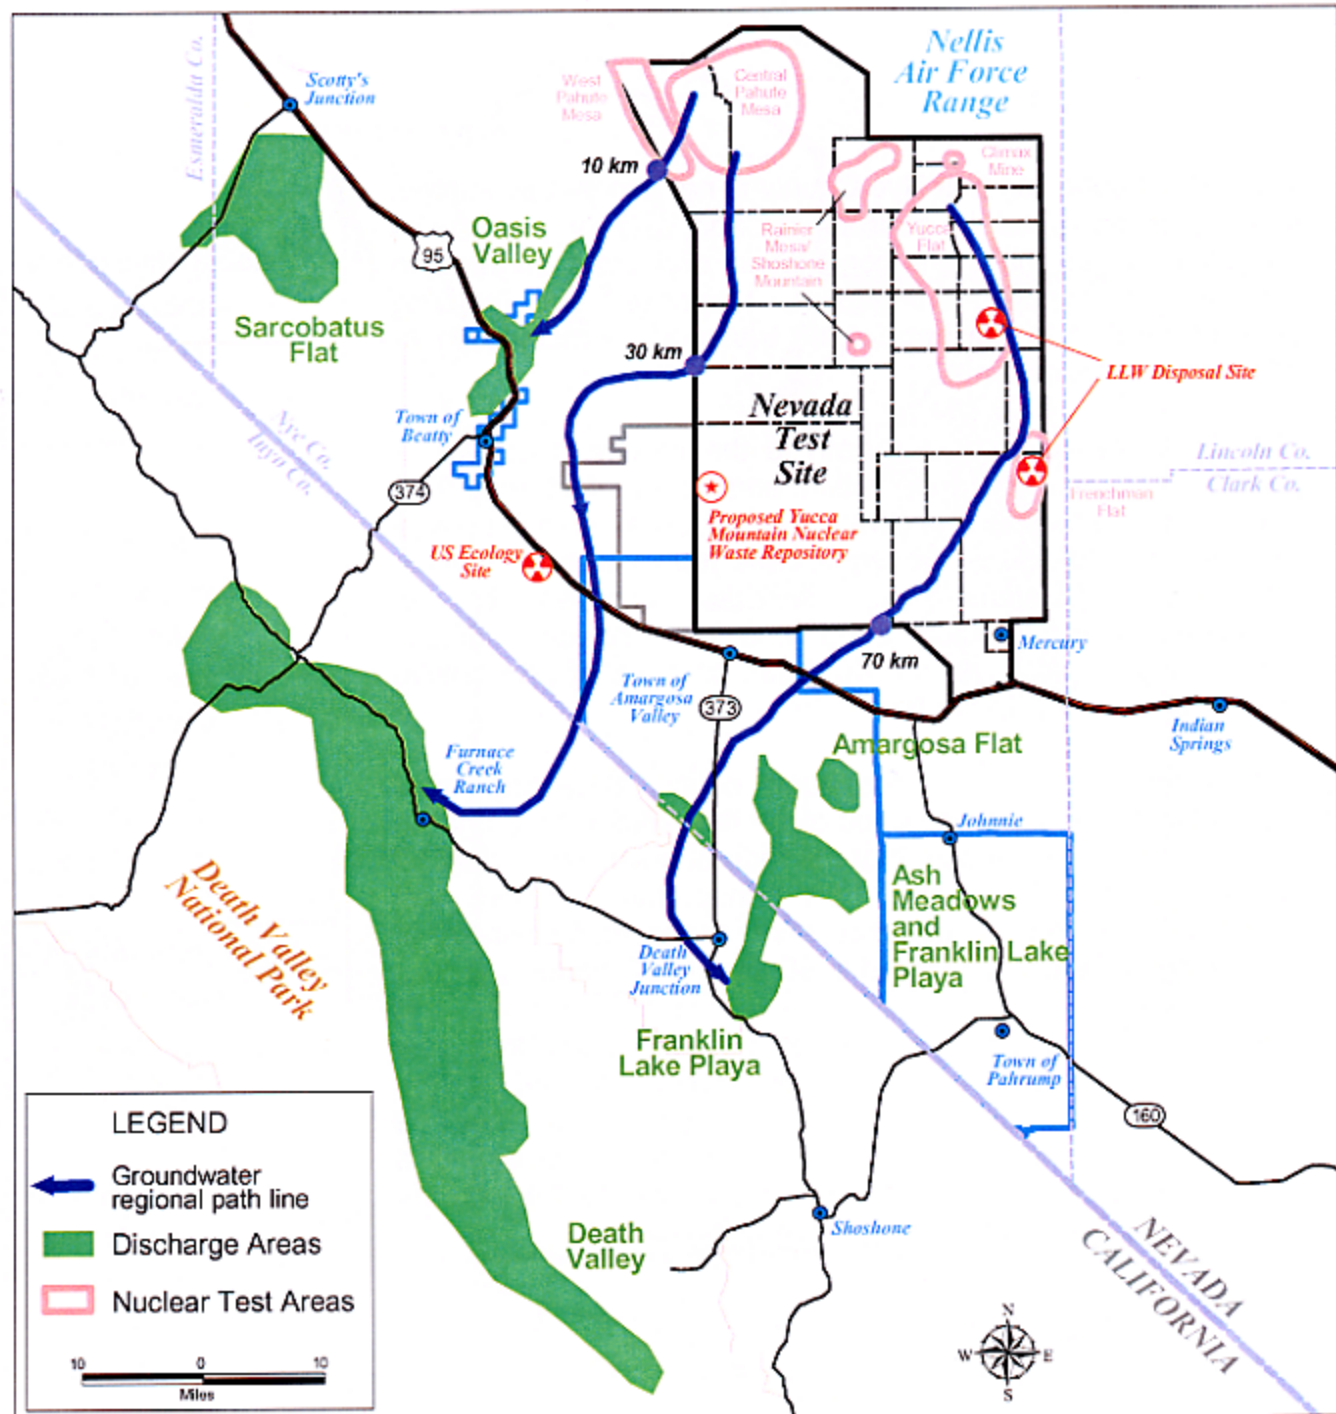 Esmeralda Co.
Scotty's
Junction
West
Pahute
Mesa
Central
Pahute
Mesa
Nellis
Air Force
Range
Climax
Mine
10 km
Oasis
Valley
95
Rainier
Mesa/
Shoshone
Mountain
Yucca
Flat
Sarcobatus
Flat
30 km
LLW Disposal Site
Nevada
Test
Site
Town of
Beatty
Nye Co.
Inyo Co.
374
Lincoln Co.
Clark Co.
Frenchman
Flat
Proposed Yucca
Mountain Nuclear
Waste Repository
US Ecology
Site
Mercury
70 km
Town of
Amargosa
Valley
373
Indian
Springs
Amargosa Flat
Furnace
Creek
Ranch
Johnnie
Death Valley
National Park
Ash
Meadows
and
Franklin Lake
Playa
Death
Valley
Junction
Franklin
Lake Playa
Town of
Pahrump
160
LEGEND
Groundwater
regional path line
Discharge Areas
Nuclear Test Areas
10 0 10
Miles
Death
Valley
Shoshone
NEVADA
CALIFORNIA
N
W E
S